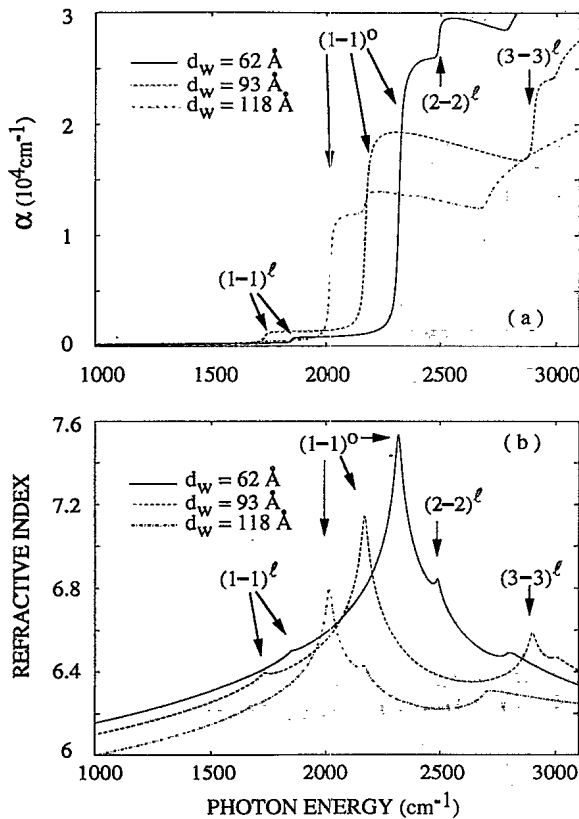 3
2
1
0
α (10⁴cm⁻¹)
d_w = 62 Å
d_w = 93 Å
d_w = 118 Å
(1−1)^o
(2−2)^ℓ
(3−3)^ℓ
(1−1)^ℓ
( a )
1000 1500 2000 2500 3000
7.6
7.2
6.8
6.4
6
REFRACTIVE INDEX
d_w = 62 Å
d_w = 93 Å
d_w = 118 Å
(1−1)^o
( b )
(2−2)^ℓ
(3−3)^ℓ
(1−1)^ℓ
1000 1500 2000 2500 3000
PHOTON ENERGY (cm⁻¹)